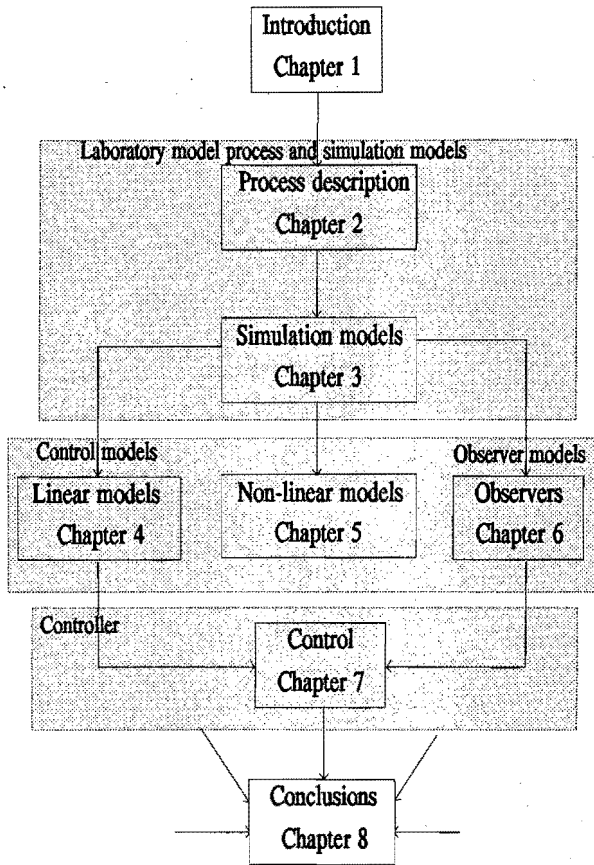 Introduction
Chapter 1
Laboratory model process and simulation models
Process description
Chapter 2
Simulation models
Chapter 3
Control models
Observer models
Linear models
Chapter 4
Non-linear models
Chapter 5
Observers
Chapter 6
Controller
Control
Chapter 7
Conclusions
Chapter 8